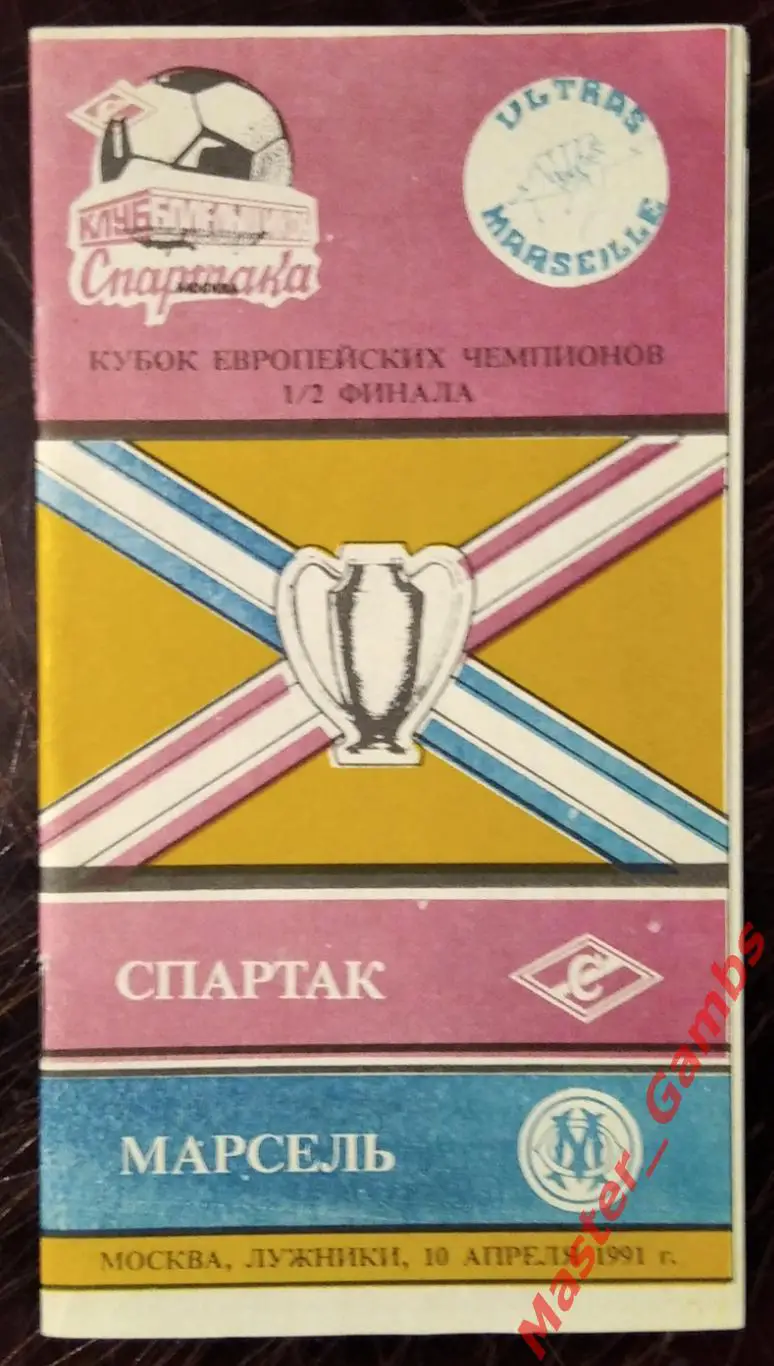 КЛУБ БОЛЕЛЬЩИКОВ
Спартака
МОСКВА
ULTRAS
MARSEILLE
КУБОК ЕВРОПЕЙСКИХ ЧЕМПИОНОВ
1/2 ФИНАЛА
СПАРТАК
С
МАРСЕЛЬ
МОСКВА, ЛУЖНИКИ, 10 АПРЕЛЯ 1991 г.
Master_Gambs